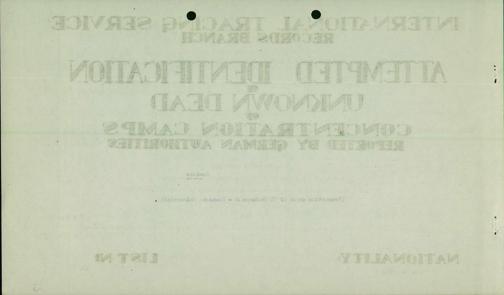 INTERNATIONAL TRACING SERVICE
RECORDS BRANCH
ATTEMPTED IDENTIFICATION
OF
UNKNOWN DEAD
OF
CONCENTRATION CAMPS
REPORTED BY GERMAN AUTHORITIES
NATIONALITY
LIST Nº